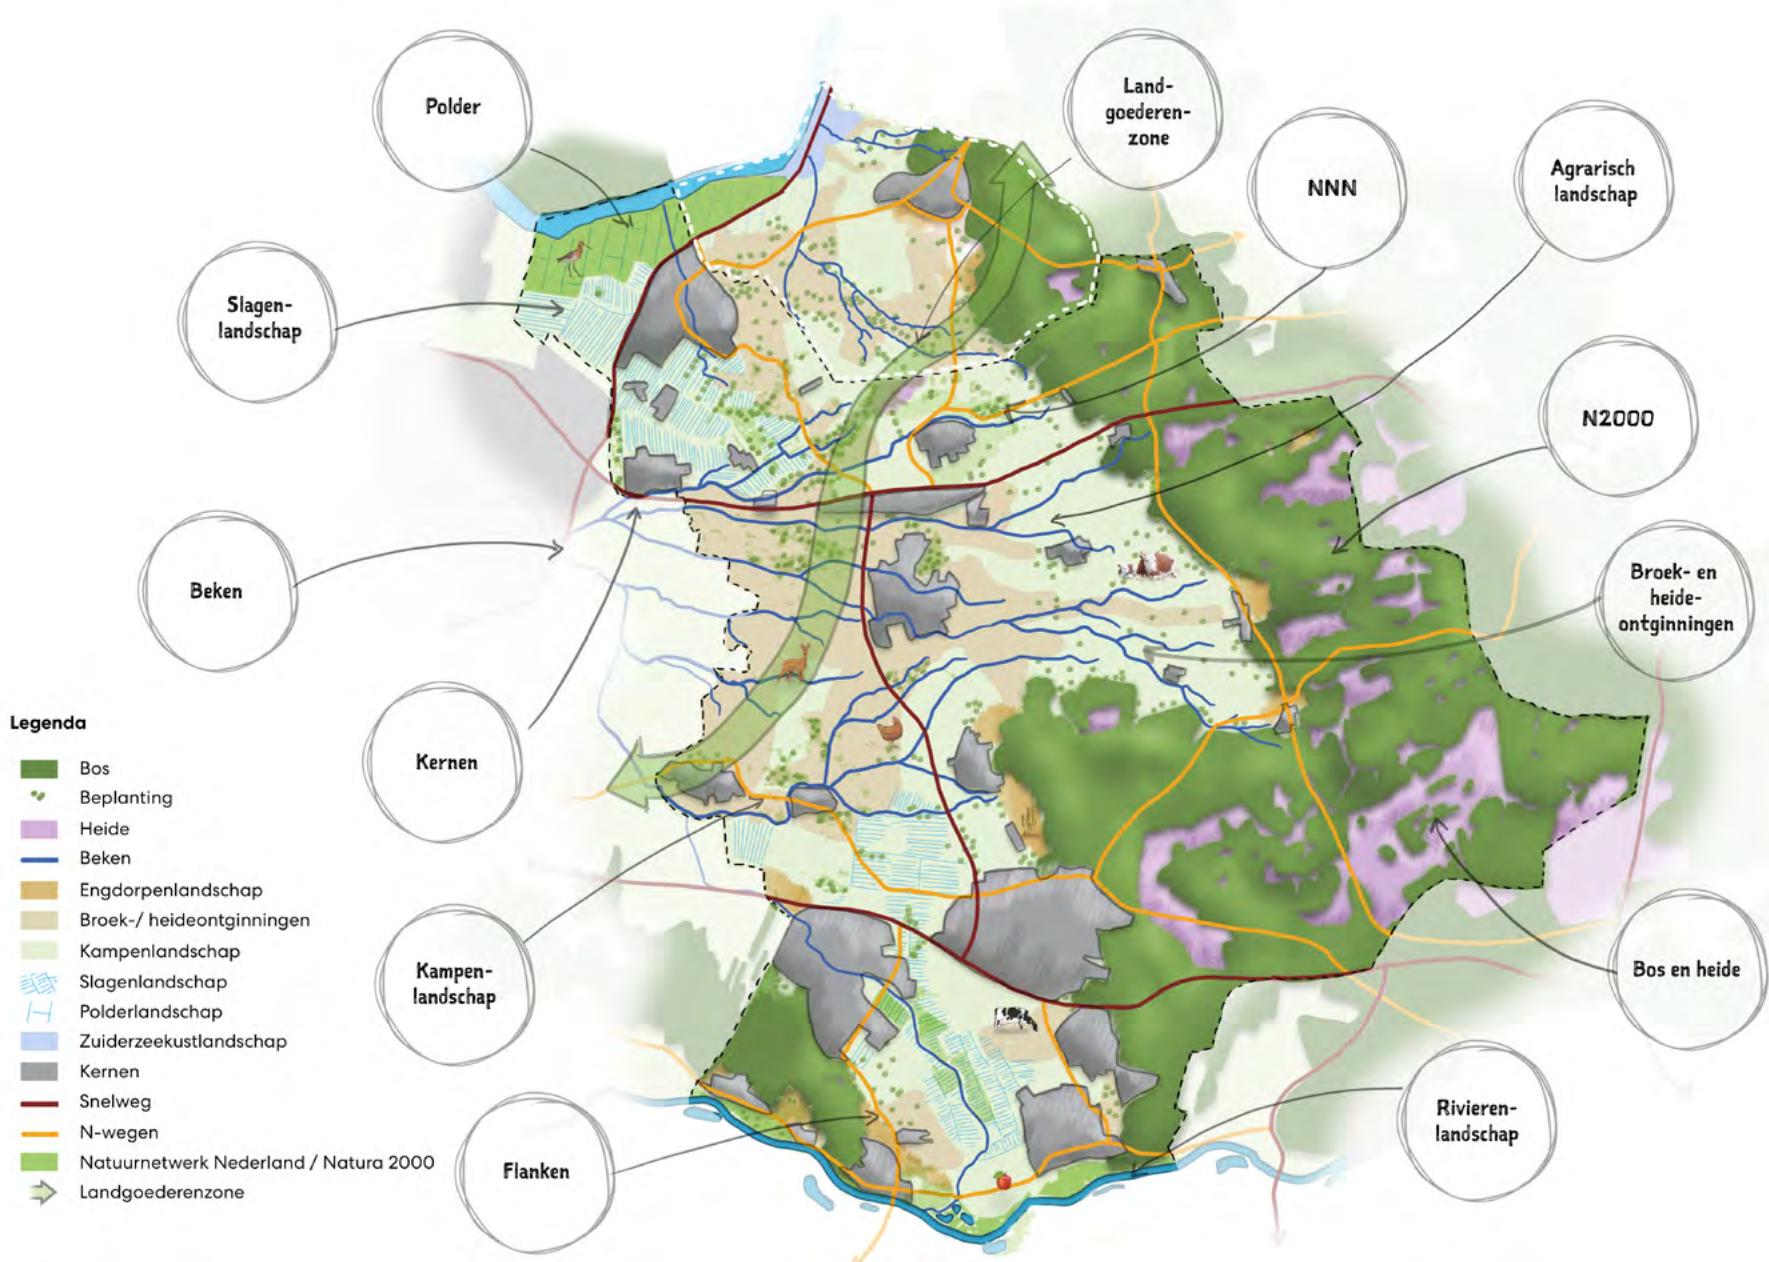 Polder
Land-
goederen-
zone
NNN
Agrarisch
landschap
Slagen-
landschap
N2000
Beken
Broek- en
heide-
ontginningen
Kernen
Kampen-
landschap
Bos en heide
Flanken
Rivieren-
landschap
Legenda
Bos
Beplanting
Heide
Beken
Engdorpenlandschap
Broek-/ heideontginningen
Kampenlandschap
Slagenlandschap
Polderlandschap
Zuiderzeekustlandschap
Kernen
Snelweg
N-wegen
Natuurnetwerk Nederland / Natura 2000
Landgoederenzone